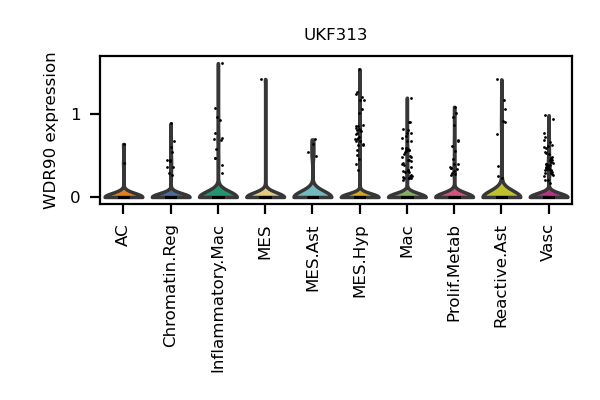 UKF313
WDR90 expression
1
0
AC
Chromatin.Reg
Inflammatory.Mac
MES
MES.Ast
MES.Hyp
Mac
Prolif.Metab
Reactive.Ast
Vasc